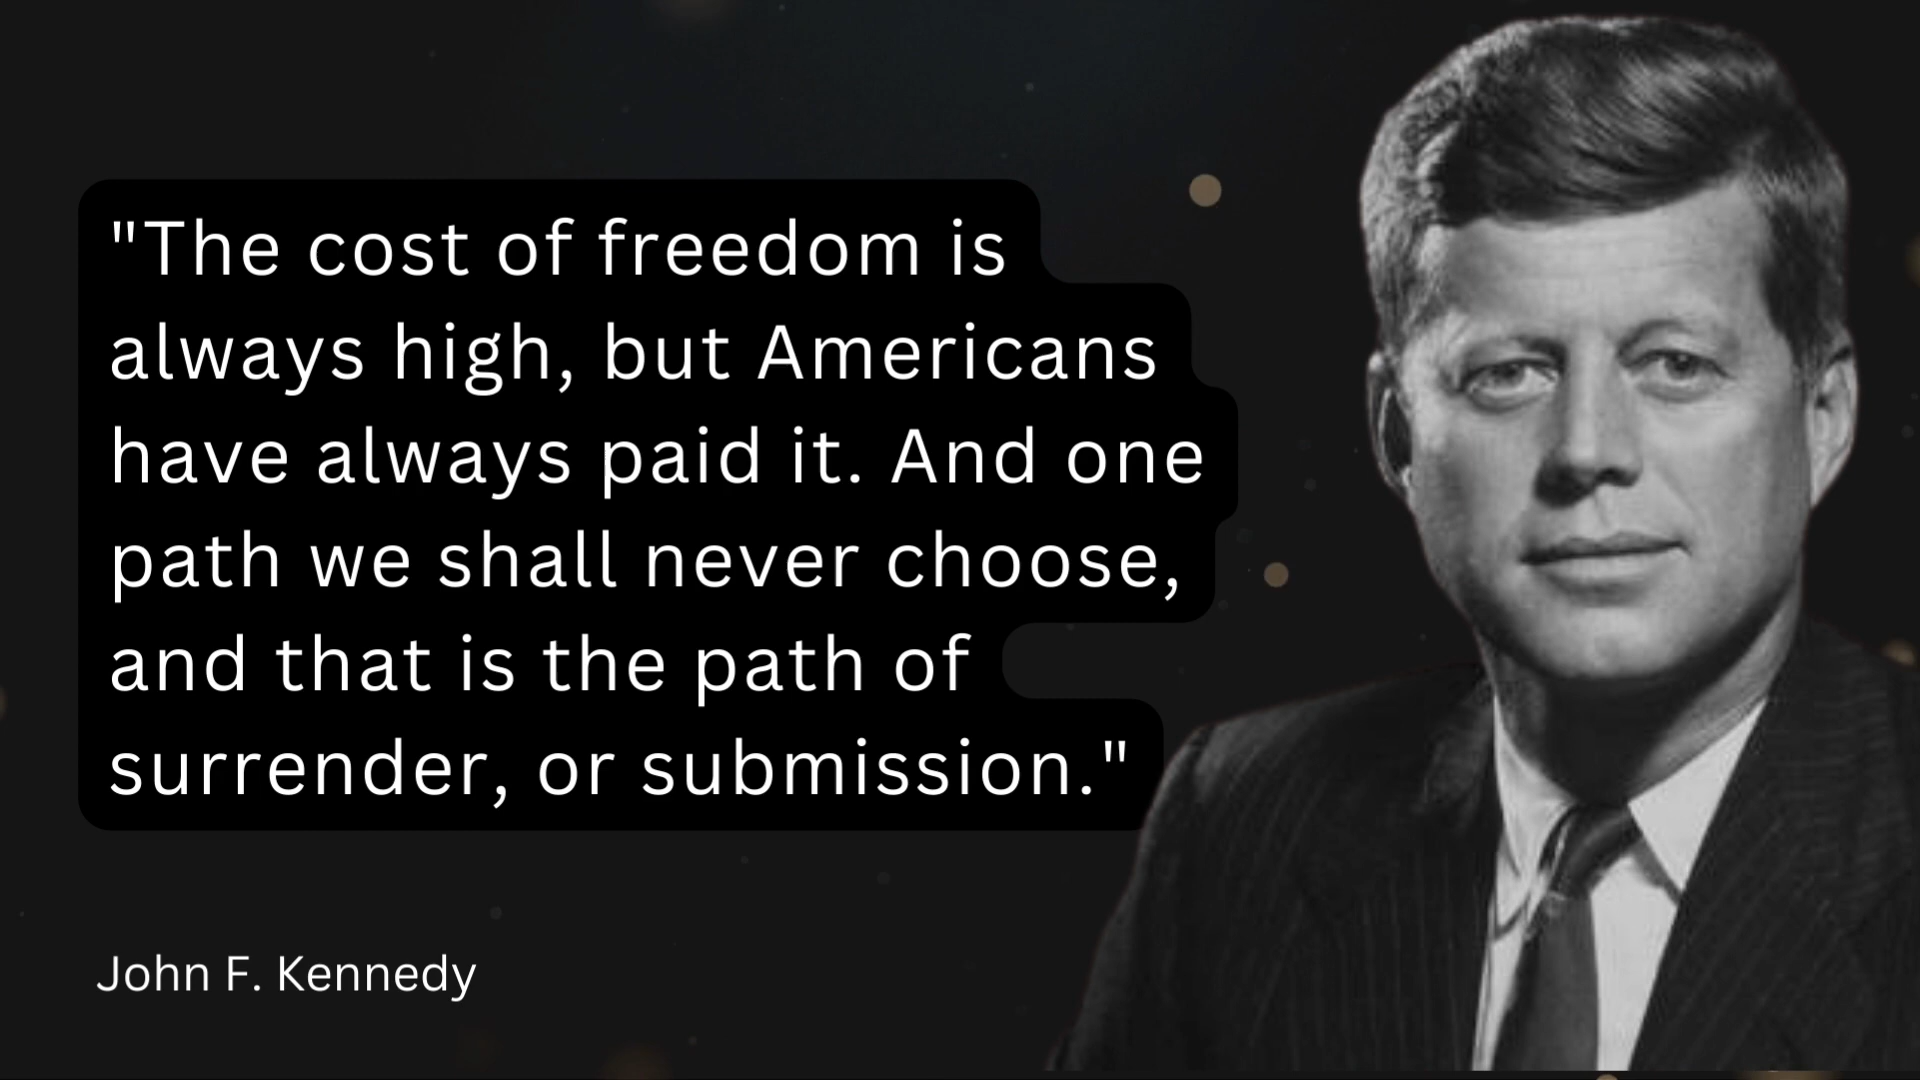 "The cost of freedom is
always high, but Americans
have always paid it. And one
path we shall never choose,
and that is the path of
surrender, or submission."
John F. Kennedy